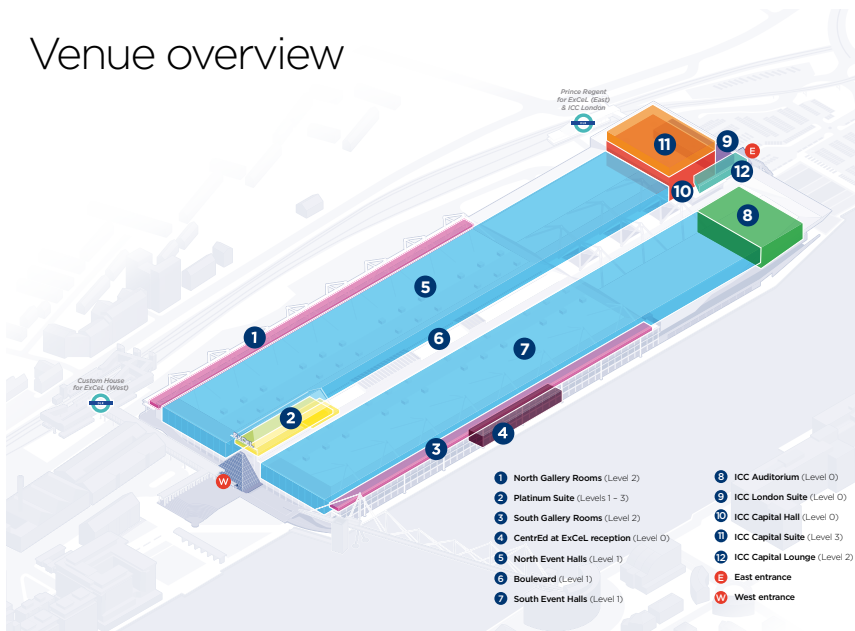 Venue overview
Prince Regent
for ExCeL (East)
& ICC London
11
9
E
12
10
8
5
1
6
7
Custom House
for ExCeL (West)
2
3
4
W
1 North Gallery Rooms (Level 2)
2 Platinum Suite (Levels 1 – 3)
3 South Gallery Rooms (Level 2)
4 CentrEd at ExCeL reception (Level 0)
5 North Event Halls (Level 1)
6 Boulevard (Level 1)
7 South Event Halls (Level 1)
8 ICC Auditorium (Level 0)
9 ICC London Suite (Level 0)
10 ICC Capital Hall (Level 0)
11 ICC Capital Suite (Level 3)
12 ICC Capital Lounge (Level 2)
E East entrance
W West entrance